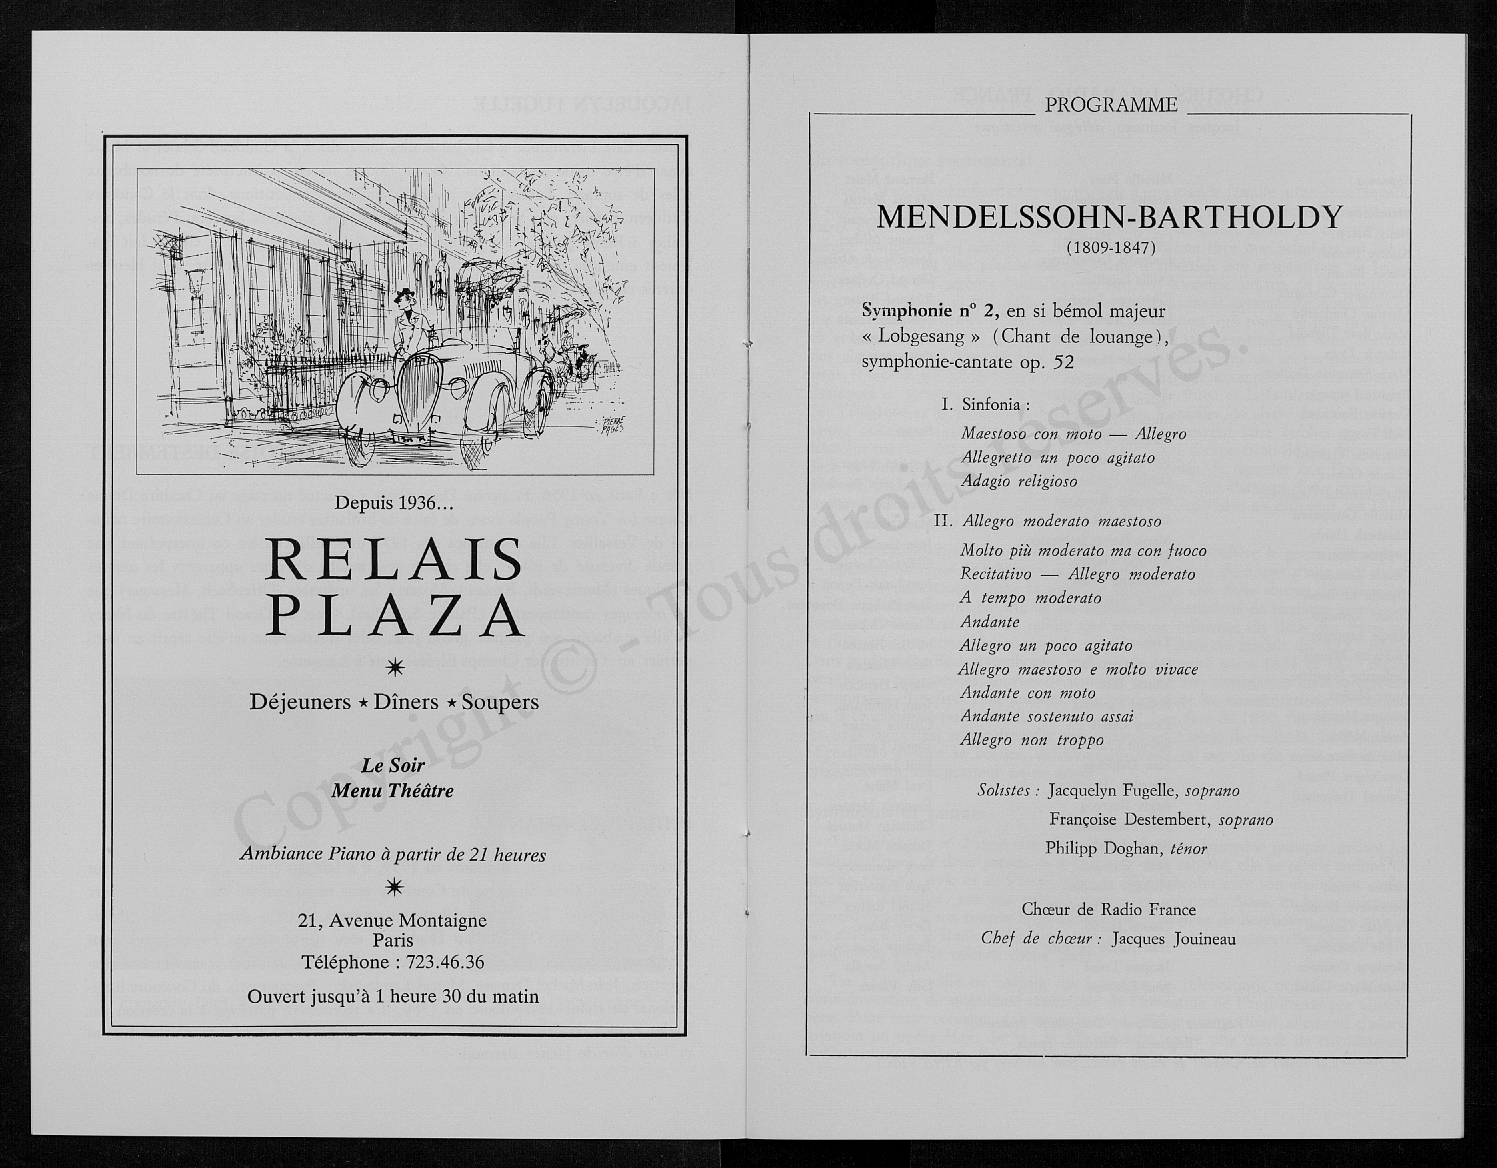 PIERRE
PAGES
Depuis 1936...
RELAIS
PLAZA
Déjeuners ★ Dîners ★ Soupers
Le Soir
Menu Théâtre
Ambiance Piano à partir de 21 heures
21, Avenue Montaigne
Paris
Téléphone : 723.46.36
Ouvert jusqu'à 1 heure 30 du matin
PROGRAMME
MENDELSSOHN-BARTHOLDY
(1809-1847)
Symphonie n° 2, en si bémol majeur
« Lobgesang » (Chant de louange),
symphonie-cantate op. 52
I. Sinfonia :
Maestoso con moto — Allegro
Allegretto un poco agitato
Adagio religioso
II. Allegro moderato maestoso
Molto più moderato ma con fuoco
Recitativo — Allegro moderato
A tempo moderato
Andante
Allegro un poco agitato
Allegro maestoso e molto vivace
Andante con moto
Andante sostenuto assai
Allegro non troppo
Solistes : Jacquelyn Fugelle, soprano
Françoise Destembert, soprano
Philipp Doghan, ténor
Chœur de Radio France
Chef de chœur : Jacques Jouineau
Copyright © - Tous droits réservés.